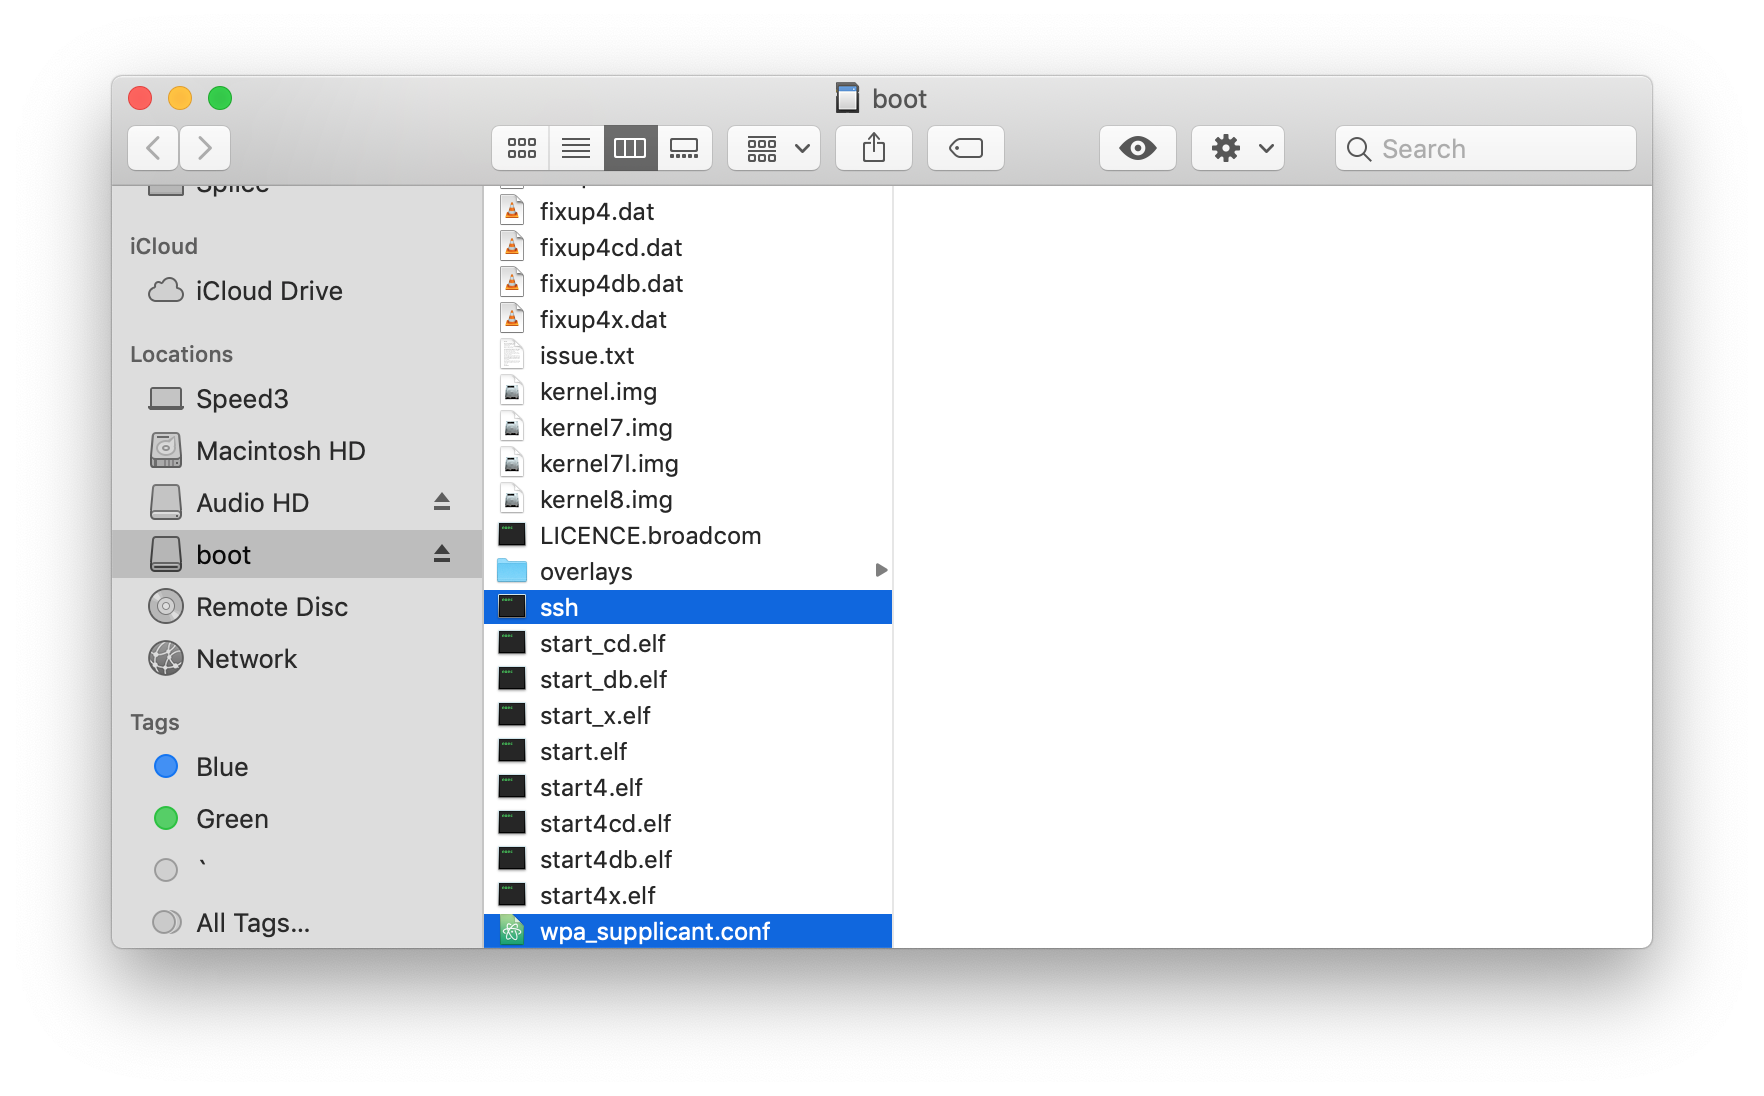 boot
Search
Splice
iCloud
iCloud Drive
Locations
Speed3
Macintosh HD
Audio HD
boot
Remote Disc
Network
Tags
Blue
Green
`
All Tags...
fixup4.dat
fixup4cd.dat
fixup4db.dat
fixup4x.dat
issue.txt
kernel.img
kernel7.img
kernel7l.img
kernel8.img
LICENCE.broadcom
overlays
ssh
start_cd.elf
start_db.elf
start_x.elf
start.elf
start4.elf
start4cd.elf
start4db.elf
start4x.elf
wpa_supplicant.conf